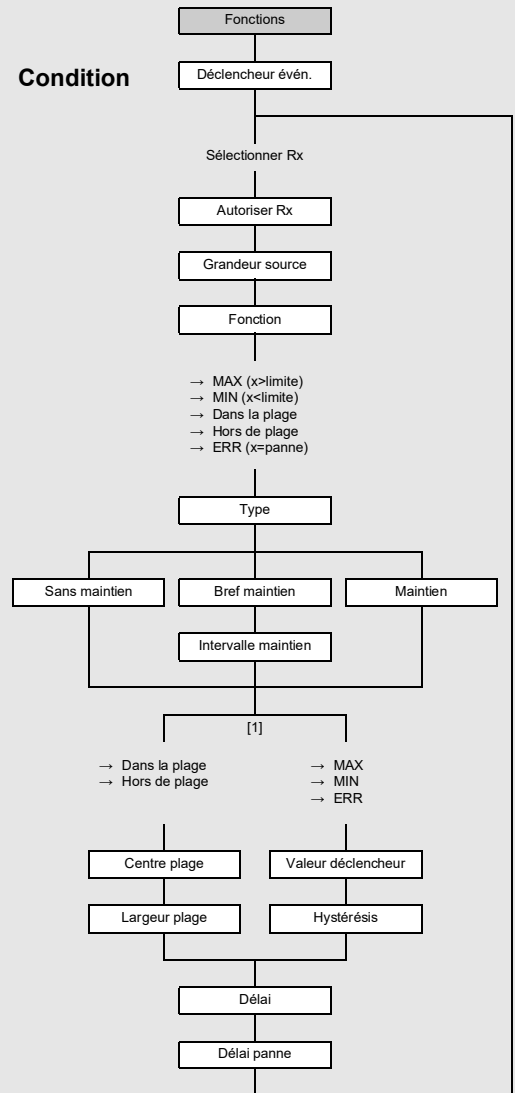 Fonctions
Condition
Déclencheur évén.
Sélectionner Rx
Autoriser Rx
Grandeur source
Fonction
→ MAX (x>limite)
→ MIN (x<limite)
→ Dans la plage
→ Hors de plage
→ ERR (x=panne)
Type
Sans maintien
Bref maintien
Maintien
Intervalle maintien
[1]
→ Dans la plage
→ Hors de plage
→ MAX
→ MIN
→ ERR
Centre plage
Valeur déclencheur
Largeur plage
Hystérésis
Délai
Délai panne